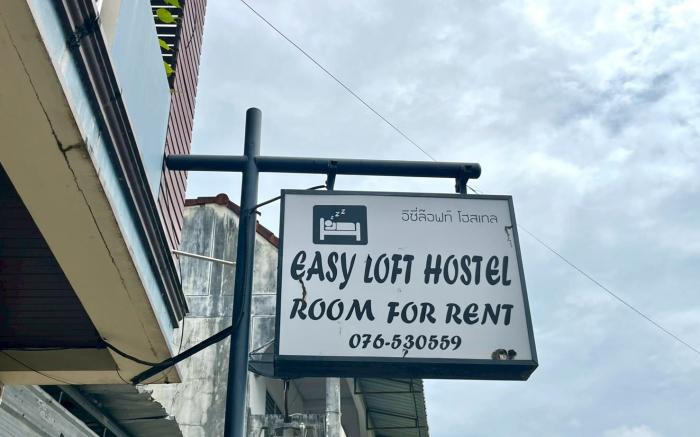 zzz
อีซี่ล๊อฟท์ โฮสเทล
EASY LOFT HOSTEL
ROOM FOR RENT
076-530559